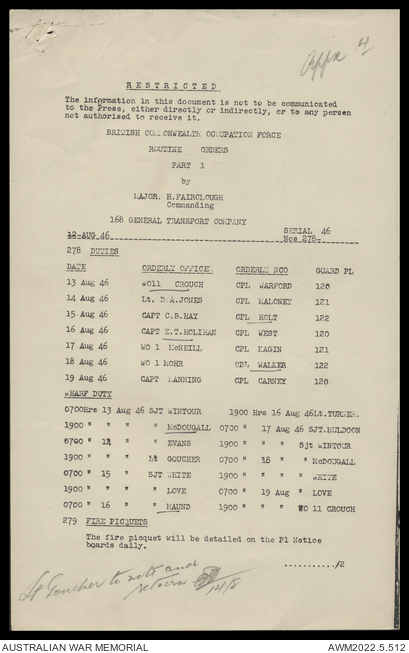 Appx 4
RESTRICTED
The information in this document is not to be communicated
to the Press, either directly or indirectly, or to any person
not authorised to receive it.
BRITISH COMMONWEALTH OCCUPATION FORCE
ROUTINE ORDERS
PART 1
by
MAJOR. H.FAIRCLOUGH
Commanding
168 GENERAL TRANSPORT COMPANY
12 AUG 46 SERIAL 46
Nos 278-
278 DUTIES
DATE ORDERLY OFFICER ORDERLY NCO GUARD PL
13 Aug 46 WO11 CROUCH CPL WARFORD 120
14 Aug 46 Lt. D.A.JONES CPL MALONEY 121
15 Aug 46 CAPT C.B.HAY CPL HOLT 122
16 Aug 46 CAPT E.T.HOLIHAN CPL WEST 120
17 Aug 46 WO 1 McNEILL CPL KAGIN 121
18 Aug 46 WO 1 MOHR CPL WALKER 122
19 Aug 46 CAPT MANNING CPL CARNEY 120
WHARF DUTY
0700Hrs 13 Aug 46 SJT WINTOUR 1900 Hrs 16 Aug 46 Lt.TURNER.
1900 " " " " McDOUGALL 0700 " 17 Aug 46 SJT.MULDOON
0700 " 14 " " EVANS 1900 " " " Sjt WINTOUR
1900 " " " Lt GOUCHER 0700 " 18 " " McDOUGALL
0700 " 15 " SJT WHITE 1900 " " " "WHITE
1900 " " " " LOVE 0700 " 19 Aug " LOVE
0700 " 16 " " MAUND 1900 " " " WO 11 CROUCH
279 FIRE PICQUETS
The fire picquet will be detailed on the Pl Notice
boards daily.
.........../2
Lt Goucher to note and
return 14/8
AUSTRALIAN WAR MEMORIAL AWM2022.5.512